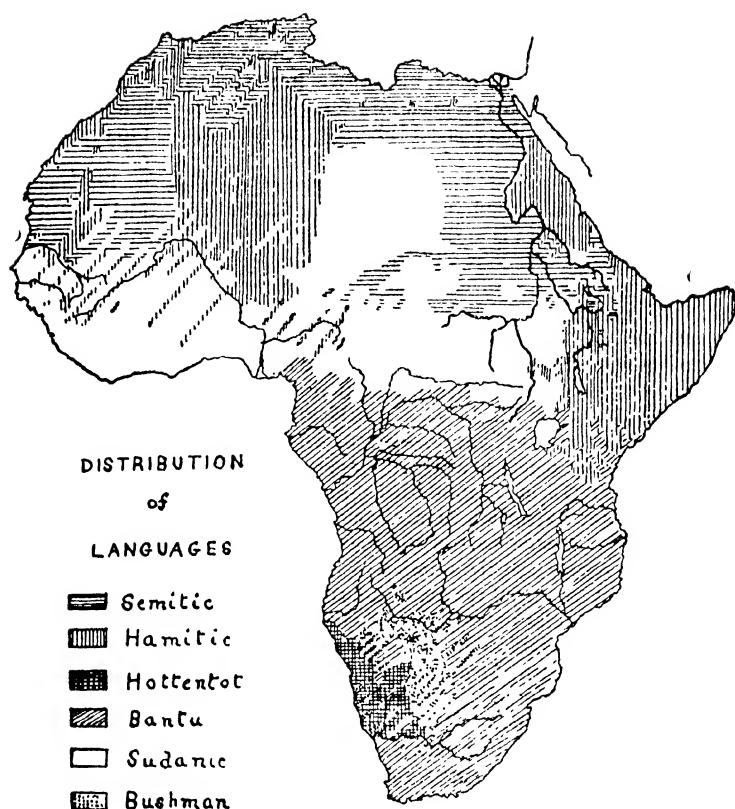 DISTRIBUTION
of
LANGUAGES
Semitic
Hamitic
Hottentot
Bantu
Sudanic
Bushman